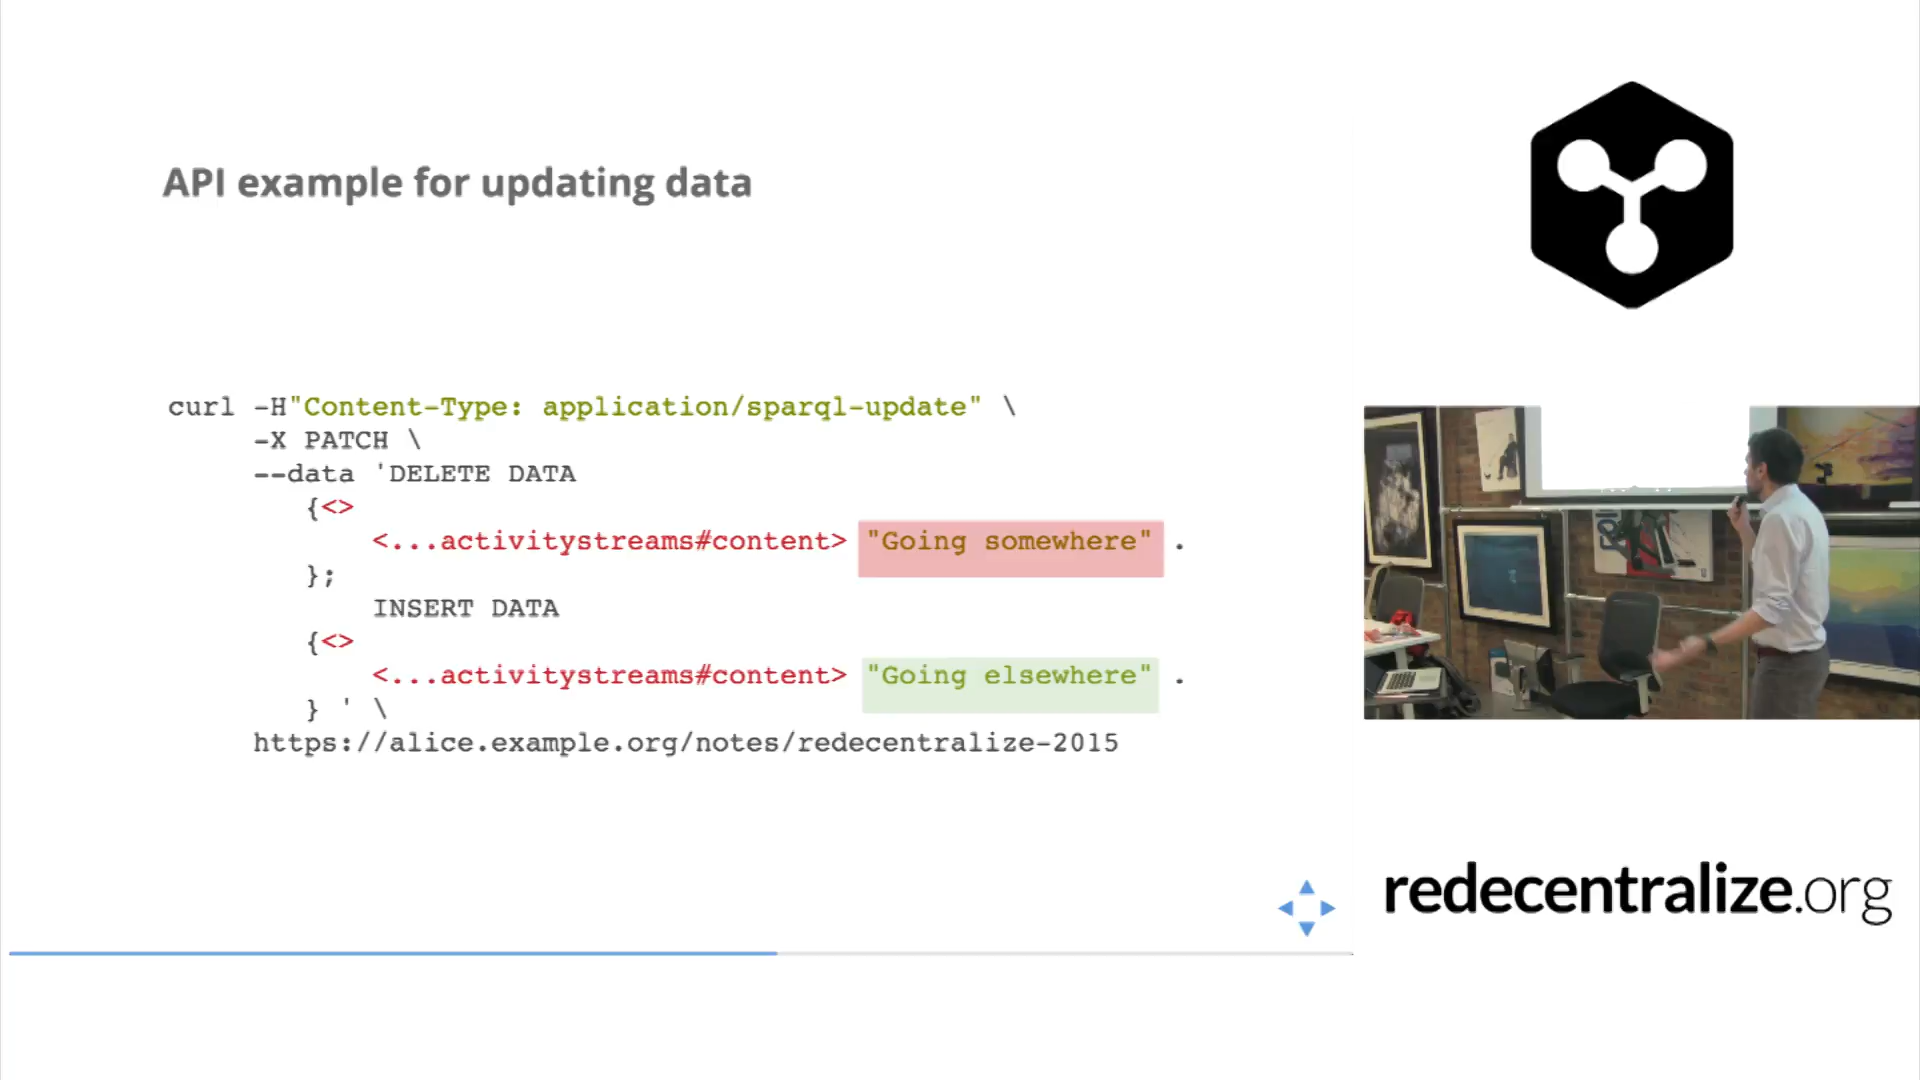 API example for updating data
curl -H"Content-Type: application/sparql-update" \
-X PATCH \
--data 'DELETE DATA
{<>
<...activitystreams#content> "Going somewhere" .
};
INSERT DATA
{<>
<...activitystreams#content> "Going elsewhere" .
} ' \
https://alice.example.org/notes/redecentralize-2015
redecentralize.org